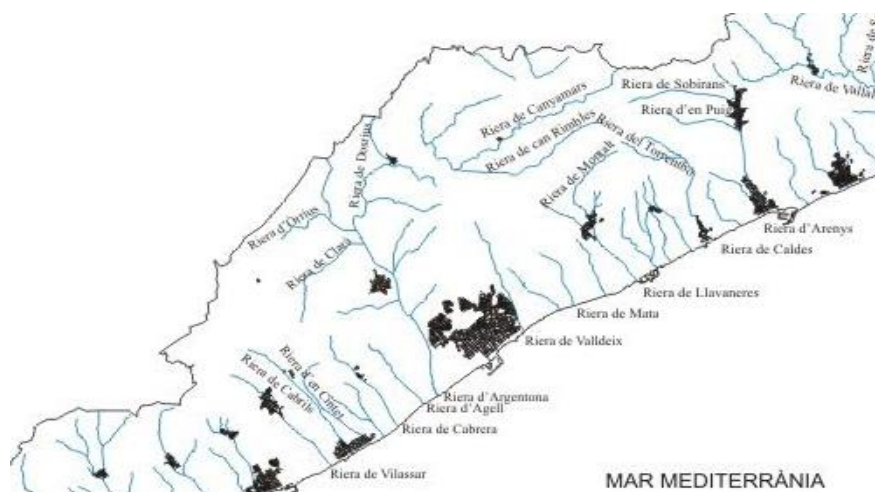 Riera de Sobirans
Riera d'en Puig
Riera de
Riera de Canyamars
Riera de can Rimbles
Riera del Torrentbo
Riera de Dosrius
Riera d'Orrius
Riera de Clarà
Riera d'Arenys
Riera de Caldes
Riera de Llavaneres
Riera de Mata
Riera de Valldeix
Riera d'en Cintet
Riera de Cabrils
Riera d'Argentona
Riera d'Agell
Riera de Cabrera
Riera de Vilassar
MAR MEDITERRÀNIA